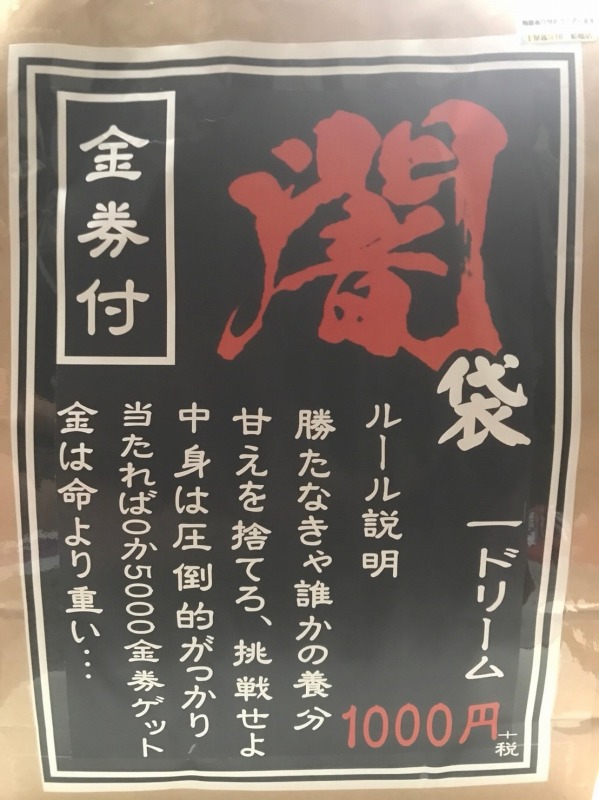 闇
袋
一ドリーム
1000円
+税
ルール説明
勝たなきゃ誰かの養分
甘えを捨てろ、挑戦せよ
中身は圧倒的がっかり
当たれば0か5000金券ゲット
金は命より重い…
金券付